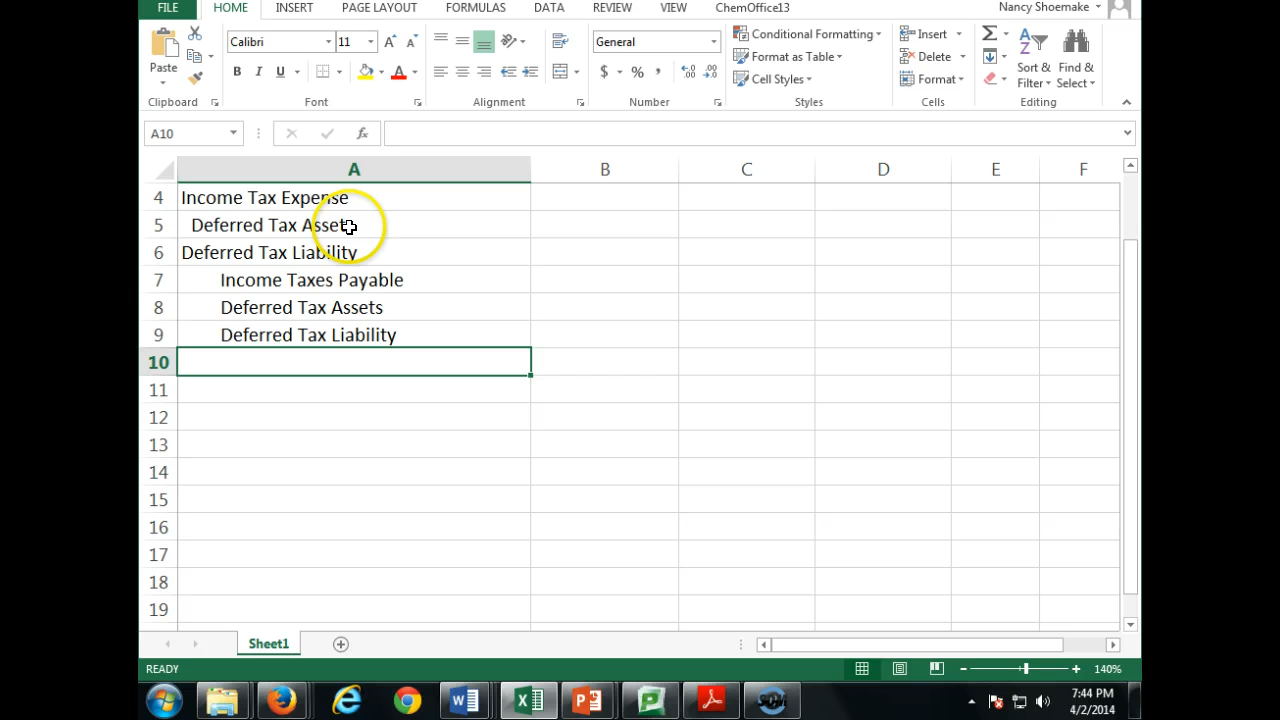 FILE HOME INSERT PAGE LAYOUT FORMULAS DATA REVIEW VIEW ChemOffice13 Nancy Shoemake
Calibri 11 General Conditional Formatting Insert
Paste B I U $ % , Format as Table Delete Sort & Find &
Cell Styles Format Filter Select
Clipboard Font Alignment Number Styles Cells Editing
A10 fx
A B C D E F
4 Income Tax Expense
5 Deferred Tax Assets
6 Deferred Tax Liability
7 Income Taxes Payable
8 Deferred Tax Assets
9 Deferred Tax Liability
10
11
12
13
14
15
16
17
18
19
Sheet1
READY 140%
7:44 PM
4/2/2014